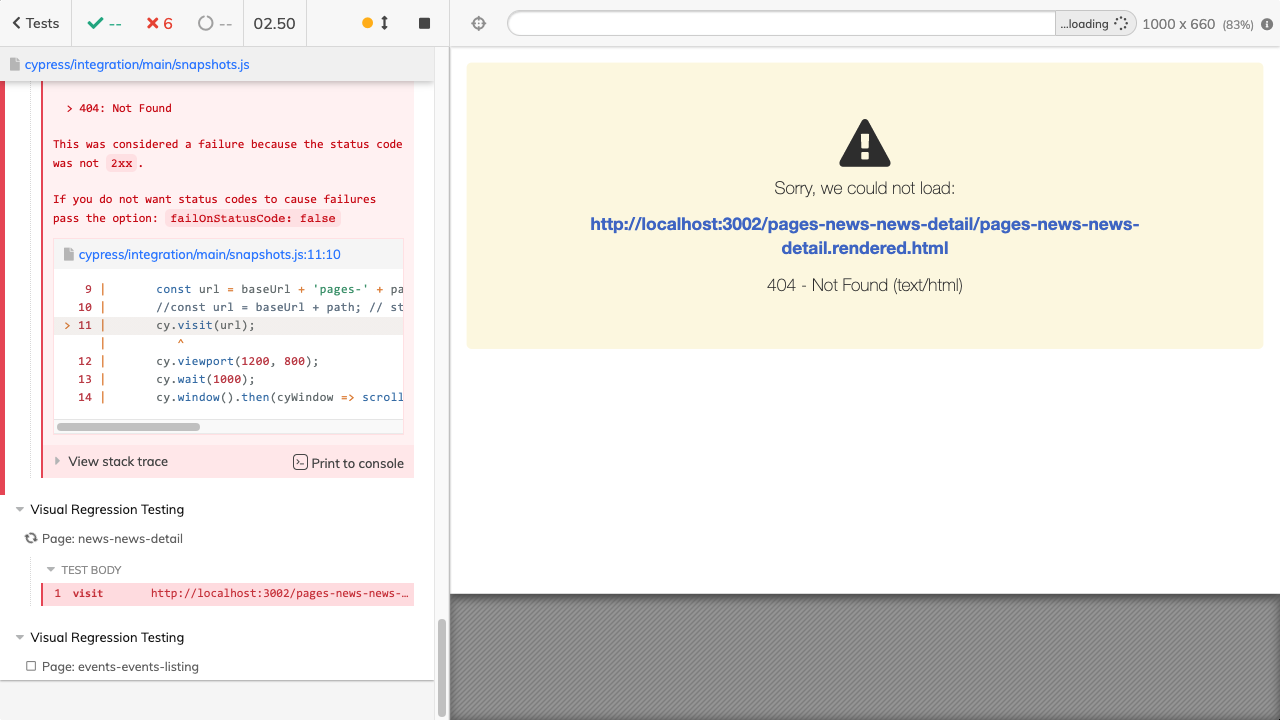 Tests
--
6
--
02.50
...loading
1000 x 660 (83%)
cypress/integration/main/snapshots.js
> 404: Not Found
This was considered a failure because the status code
was not 2xx.
If you do not want status codes to cause failures
pass the option: failOnStatusCode: false
cypress/integration/main/snapshots.js:11:10
9 | const url = baseUrl + 'pages-' + pa
10 | //const url = baseUrl + path; // st
> 11 | cy.visit(url);
| ^
12 | cy.viewport(1200, 800);
13 | cy.wait(1000);
14 | cy.window().then(cyWindow => scroll
View stack trace
Print to console
Visual Regression Testing
Page: news-news-detail
TEST BODY
1 visit http://localhost:3002/pages-news-news-…
Visual Regression Testing
Page: events-events-listing
Sorry, we could not load:
http://localhost:3002/pages-news-news-detail/pages-news-news-
detail.rendered.html
404 - Not Found (text/html)